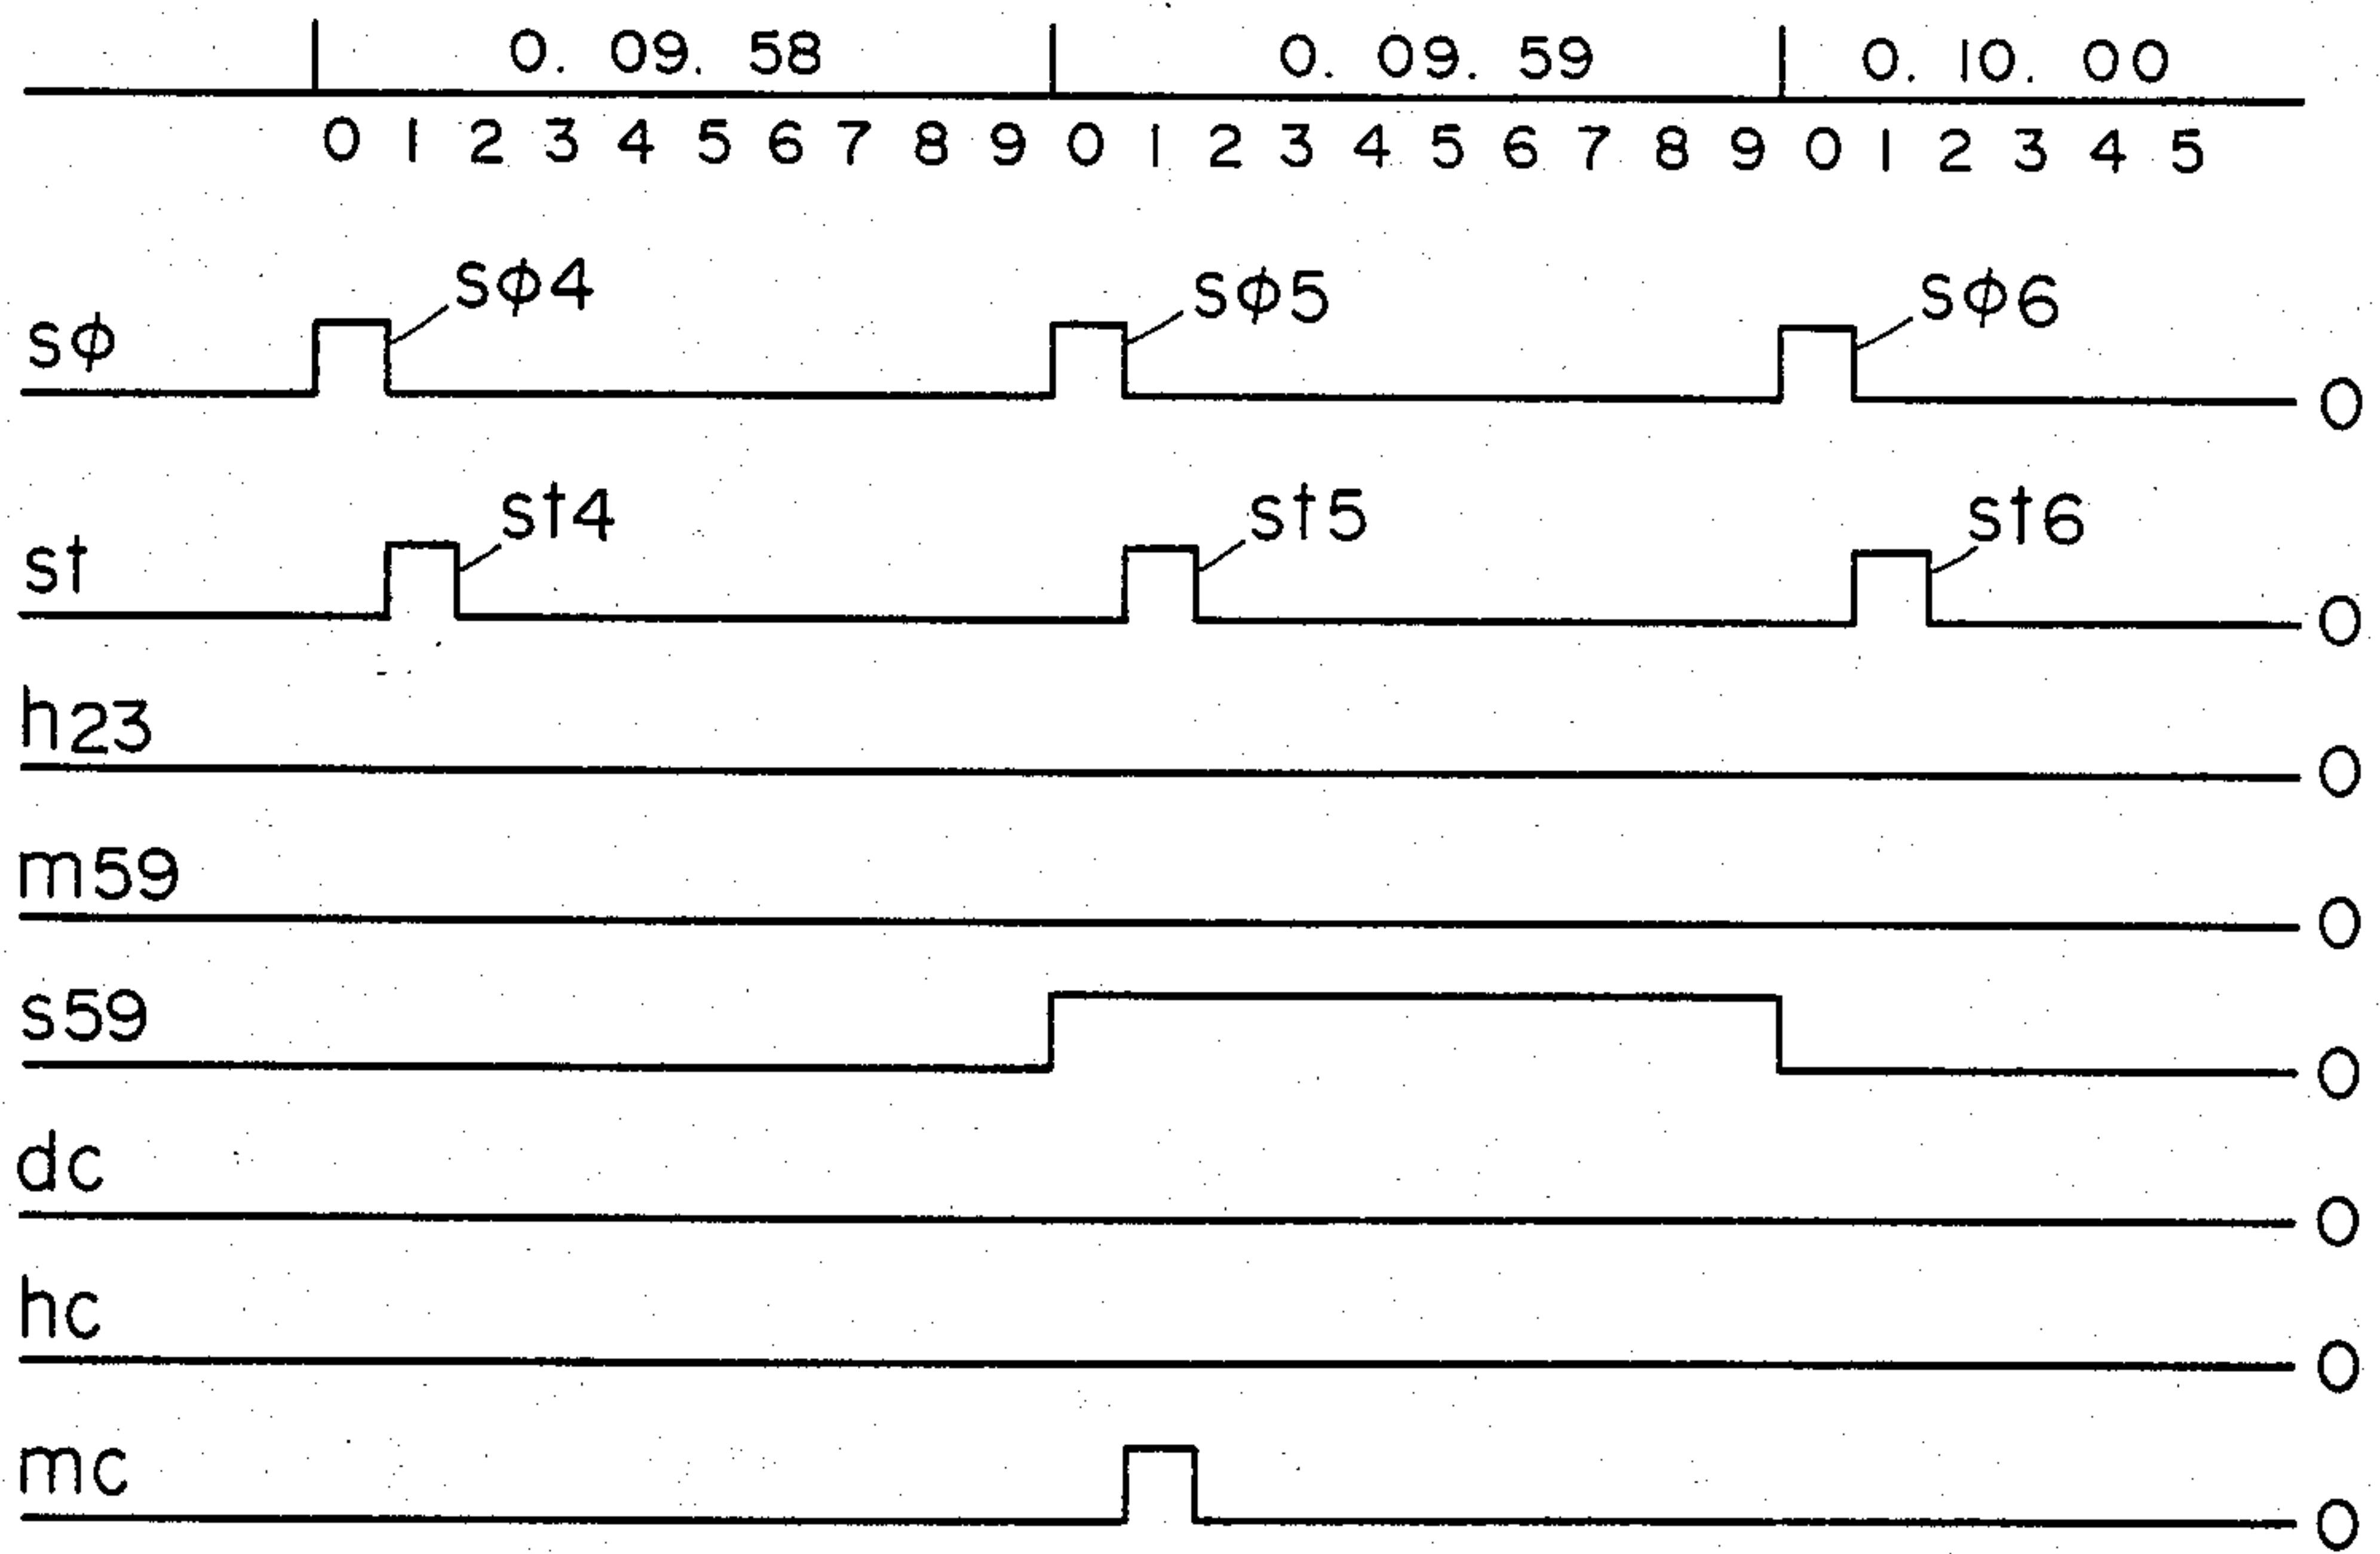 0. 09. 58 0. 09. 59 0. 10. 00
0 1 2 3 4 5 6 7 8 9 0 1 2 3 4 5 6 7 8 9 0 1 2 3 4 5
sφ4 sφ5 sφ6
sφ 0
st4 st5 st6
st 0
h23 0
m59 0
s59 0
dc 0
hc 0
mc 0